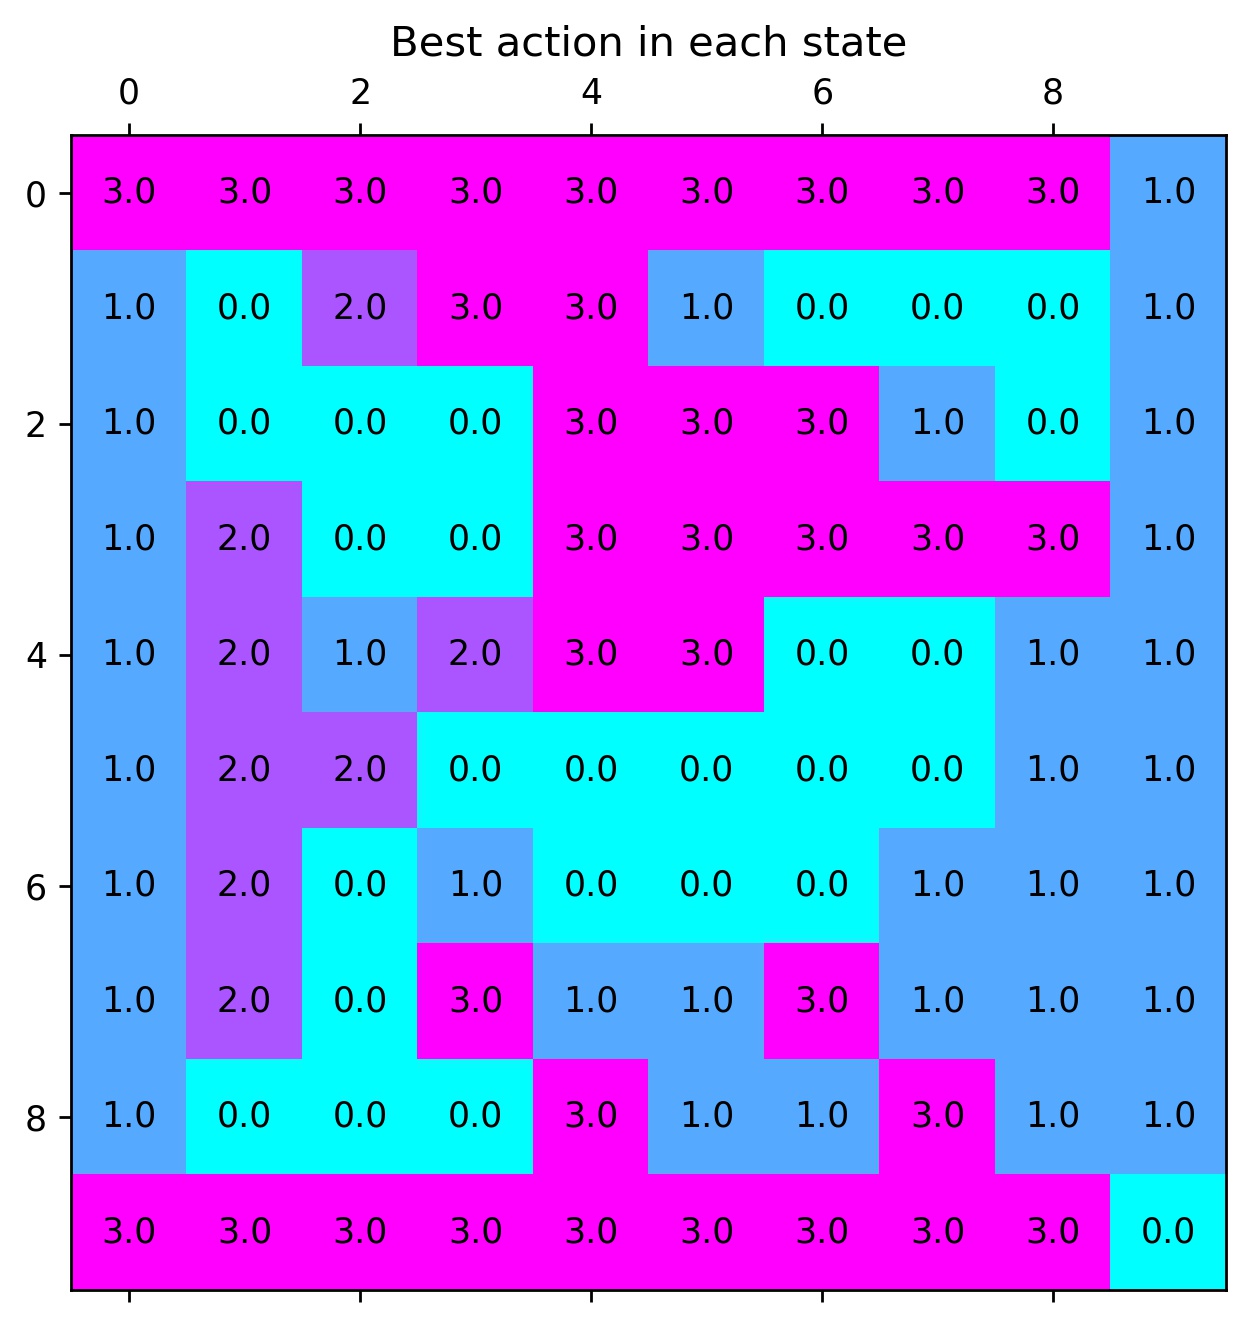 Best action in each state
0 2 4 6 8
0 3.0 3.0 3.0 3.0 3.0 3.0 3.0 3.0 3.0 1.0
1.0 0.0 2.0 3.0 3.0 1.0 0.0 0.0 0.0 1.0
2 1.0 0.0 0.0 0.0 3.0 3.0 3.0 1.0 0.0 1.0
1.0 2.0 0.0 0.0 3.0 3.0 3.0 3.0 3.0 1.0
4 1.0 2.0 1.0 2.0 3.0 3.0 0.0 0.0 1.0 1.0
1.0 2.0 2.0 0.0 0.0 0.0 0.0 0.0 1.0 1.0
6 1.0 2.0 0.0 1.0 0.0 0.0 0.0 1.0 1.0 1.0
1.0 2.0 0.0 3.0 1.0 1.0 3.0 1.0 1.0 1.0
8 1.0 0.0 0.0 0.0 3.0 1.0 1.0 3.0 1.0 1.0
3.0 3.0 3.0 3.0 3.0 3.0 3.0 3.0 3.0 0.0